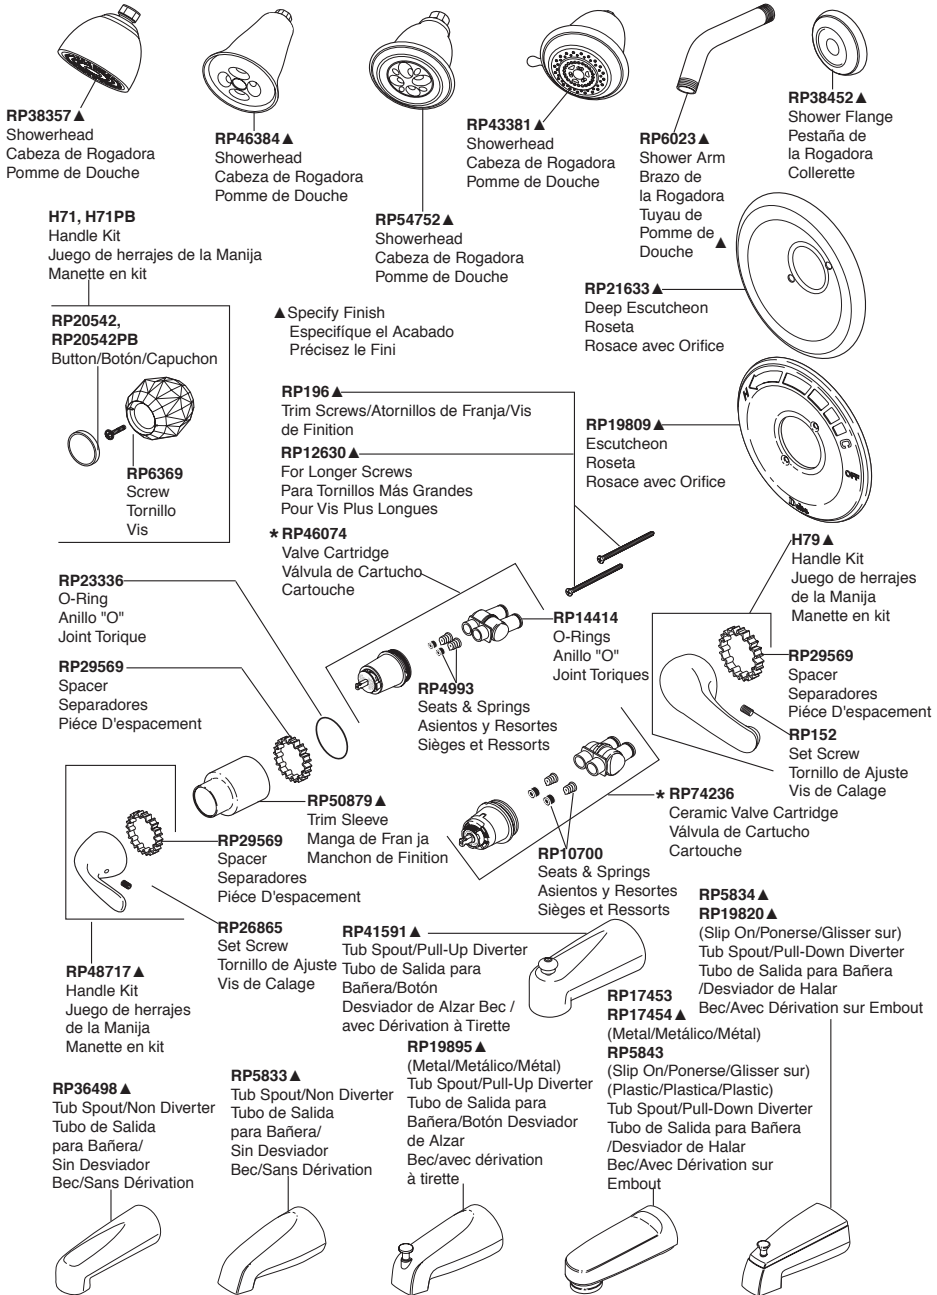 RP38357▲
Showerhead
Cabeza de Rogadora
Pomme de Douche
RP46384▲
Showerhead
Cabeza de Rogadora
Pomme de Douche
RP54752▲
Showerhead
Cabeza de Rogadora
Pomme de Douche
RP43381▲
Showerhead
Cabeza de Rogadora
Pomme de Douche
RP6023▲
Shower Arm
Brazo de
la Rogadora
Tuyau de
Pomme de
Douche ▲
RP38452▲
Shower Flange
Pestaña de
la Rogadora
Collerette
H71, H71PB
Handle Kit
Juego de herrajes de la Manija
Manette en kit
RP20542,
RP20542PB
Button/Botón/Capuchon
RP6369
Screw
Tornillo
Vis
▲Specify Finish
Especifíque el Acabado
Précisez le Fini
RP21633▲
Deep Escutcheon
Roseta
Rosace avec Orifice
RP196▲
Trim Screws/Atornillos de Franja/Vis
de Finition
RP12630▲
For Longer Screws
Para Tornillos Más Grandes
Pour Vis Plus Longues
RP19809▲
Escutcheon
Roseta
Rosace avec Orifice
H
C
OFF
* RP46074
Valve Cartridge
Válvula de Cartucho
Cartouche
H79▲
Handle Kit
Juego de herrajes
de la Manija
Manette en kit
RP23336
O-Ring
Anillo "O"
Joint Torique
RP14414
O-Rings
Anillo "O"
Joint Toriques
RP29569
Spacer
Separadores
Piéce D'espacement
RP4993
Seats & Springs
Asientos y Resortes
Sièges et Ressorts
RP29569
Spacer
Separadores
Piéce D'espacement
RP152
Set Screw
Tornillo de Ajuste
Vis de Calage
RP50879▲
Trim Sleeve
Manga de Fran ja
Manchon de Finition
* RP74236
Ceramic Valve Cartridge
Válvula de Cartucho
Cartouche
RP29569
Spacer
Separadores
Piéce D'espacement
RP10700
Seats & Springs
Asientos y Resortes
Sièges et Ressorts
RP26865
Set Screw
Tornillo de Ajuste
Vis de Calage
RP48717▲
Handle Kit
Juego de herrajes
de la Manija
Manette en kit
RP41591▲
Tub Spout/Pull-Up Diverter
Tubo de Salida para
Bañera/Botón
Desviador de Alzar Bec /
avec Dérivation à Tirette
RP5834▲
RP19820▲
(Slip On/Ponerse/Glisser sur)
Tub Spout/Pull-Down Diverter
Tubo de Salida para Bañera
/Desviador de Halar
Bec/Avec Dérivation sur Embout
RP17453
RP17454▲
(Metal/Metálico/Métal)
RP5843
(Slip On/Ponerse/Glisser sur)
(Plastic/Plastica/Plastic)
Tub Spout/Pull-Down Diverter
Tubo de Salida para Bañera
/Desviador de Halar
Bec/Avec Dérivation sur
Embout
RP36498▲
Tub Spout/Non Diverter
Tubo de Salida
para Bañera/
Sin Desviador
Bec/Sans Dérivation
RP5833▲
Tub Spout/Non Diverter
Tubo de Salida
para Bañera/
Sin Desviador
Bec/Sans Dérivation
RP19895▲
(Metal/Metálico/Métal)
Tub Spout/Pull-Up Diverter
Tubo de Salida para
Bañera/Botón Desviador
de Alzar
Bec/avec dérivation
à tirette